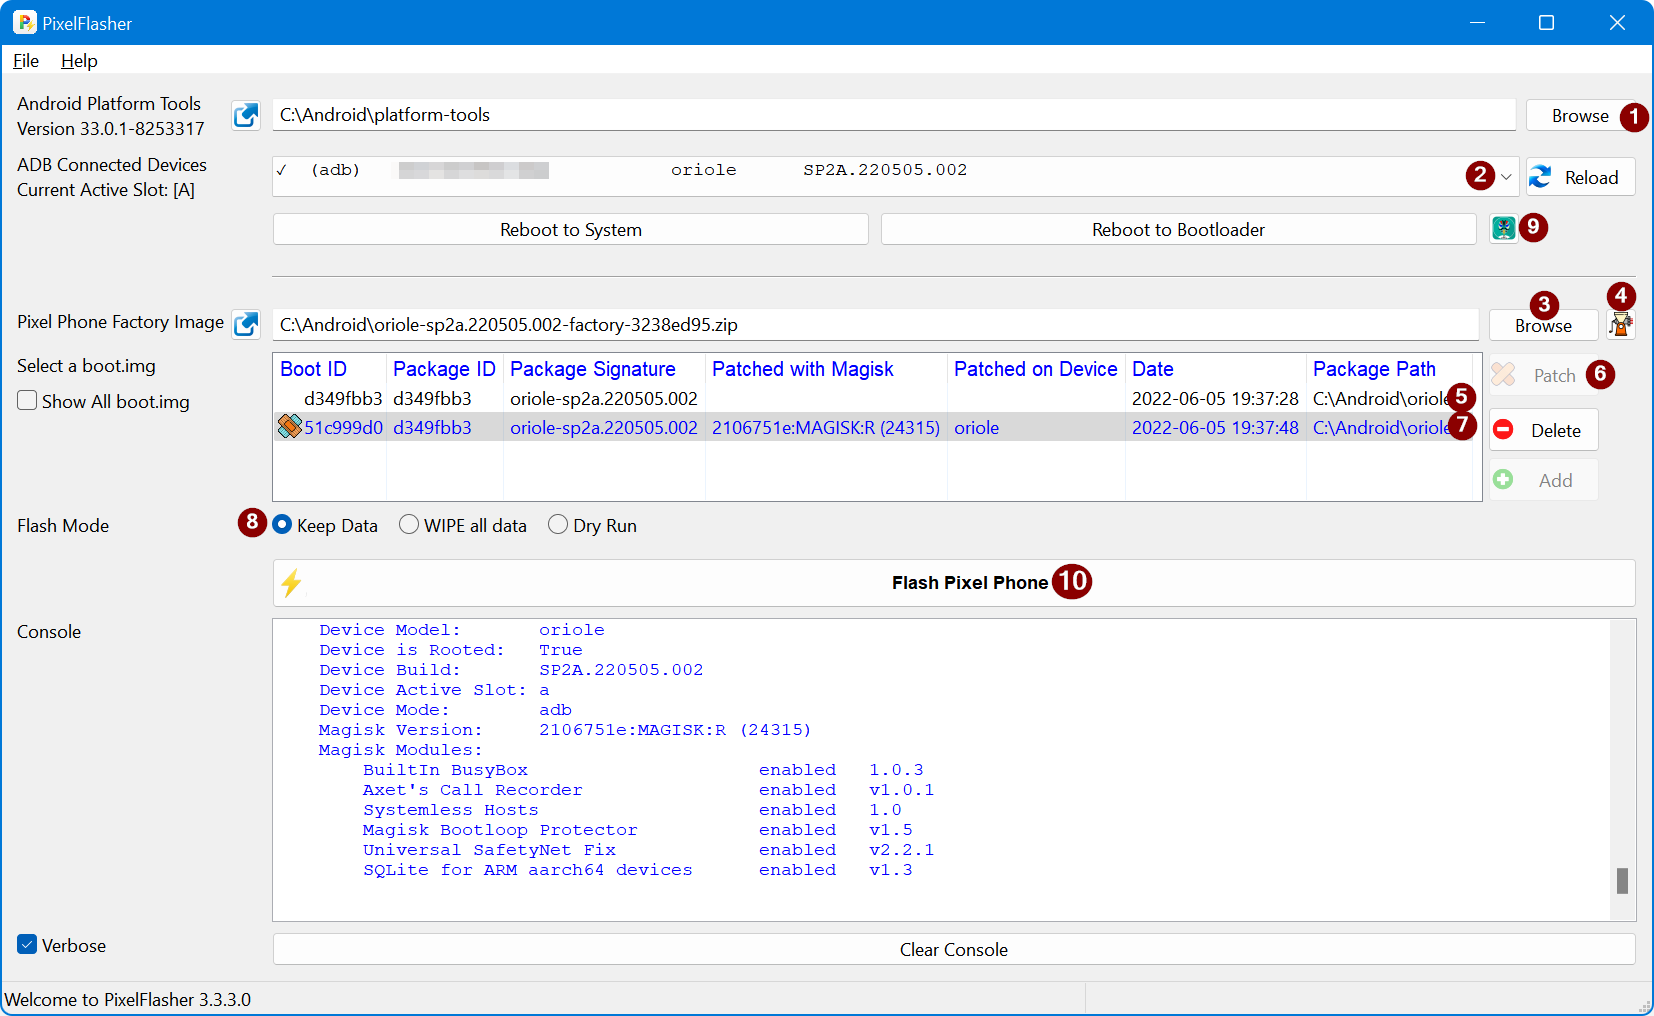 PixelFlasher
File Help
Android Platform Tools
Version 33.0.1-8253317
C:\Android\platform-tools
Browse 1
ADB Connected Devices
Current Active Slot: [A]
✓ (adb) oriole SP2A.220505.002 2
Reload
Reboot to System
Reboot to Bootloader
9
Pixel Phone Factory Image
C:\Android\oriole-sp2a.220505.002-factory-3238ed95.zip
3
Browse
4
Select a boot.img
Show All boot.img
Boot ID Package ID Package Signature Patched with Magisk Patched on Device Date Package Path
d349fbb3 d349fbb3 oriole-sp2a.220505.002 2022-06-05 19:37:28 C:\Android\oriole 5
51c999d0 d349fbb3 oriole-sp2a.220505.002 2106751e:MAGISK:R (24315) oriole 2022-06-05 19:37:48 C:\Android\oriole 7
Patch 6
Delete
Add
Flash Mode
8 Keep Data WIPE all data Dry Run
Flash Pixel Phone 10
Console
Device Model: oriole
Device is Rooted: True
Device Build: SP2A.220505.002
Device Active Slot: a
Device Mode: adb
Magisk Version: 2106751e:MAGISK:R (24315)
Magisk Modules:
BuiltIn BusyBox enabled 1.0.3
Axet's Call Recorder enabled v1.0.1
Systemless Hosts enabled 1.0
Magisk Bootloop Protector enabled v1.5
Universal SafetyNet Fix enabled v2.2.1
SQLite for ARM aarch64 devices enabled v1.3
Verbose
Clear Console
Welcome to PixelFlasher 3.3.3.0